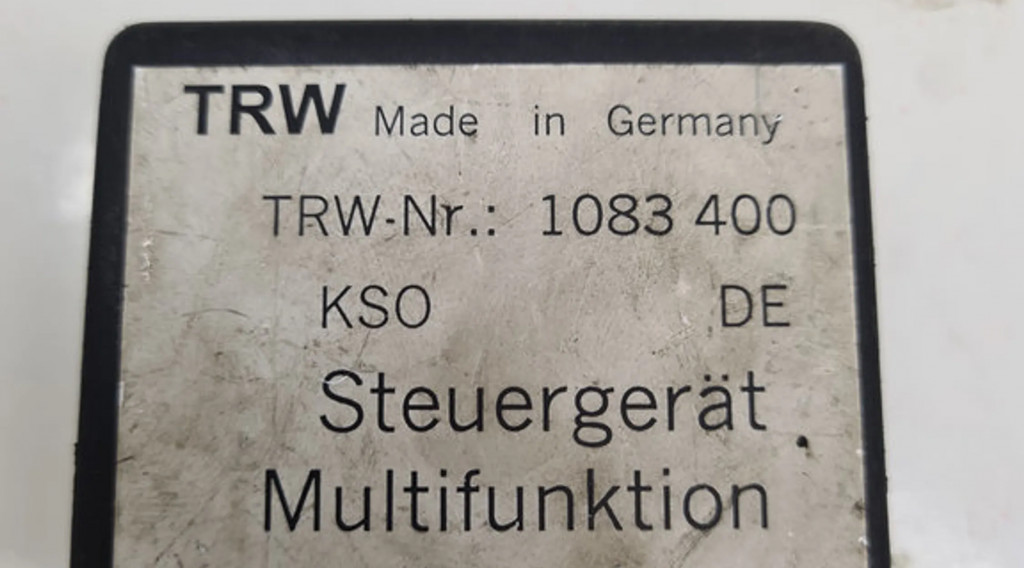 TRW Made in Germany
TRW-Nr.: 1083 400
KSO DE
Steuergerät
Multifunktion